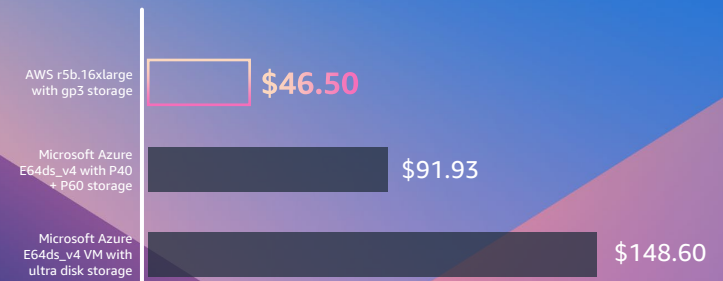 AWS r5b.16xlarge
with gp3 storage
$46.50
Microsoft Azure
E64ds_v4 with P40
+ P60 storage
$91.93
Microsoft Azure
E64ds_v4 VM with
ultra disk storage
$148.60